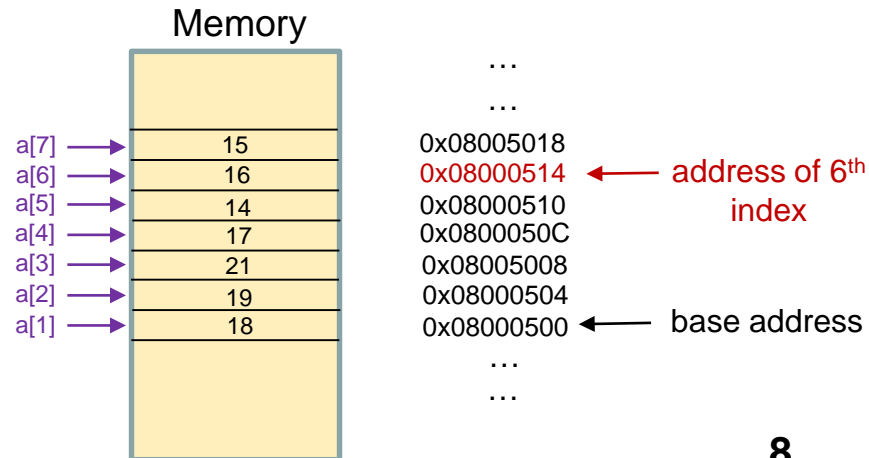 Memory
…
…
a[7] 15 0x08005018
a[6] 16 0x08000514 address of 6th
index
a[5] 14 0x08000510
a[4] 17 0x0800050C
a[3] 21 0x08005008
a[2] 19 0x08000504
a[1] 18 0x08000500 base address
…
…
8